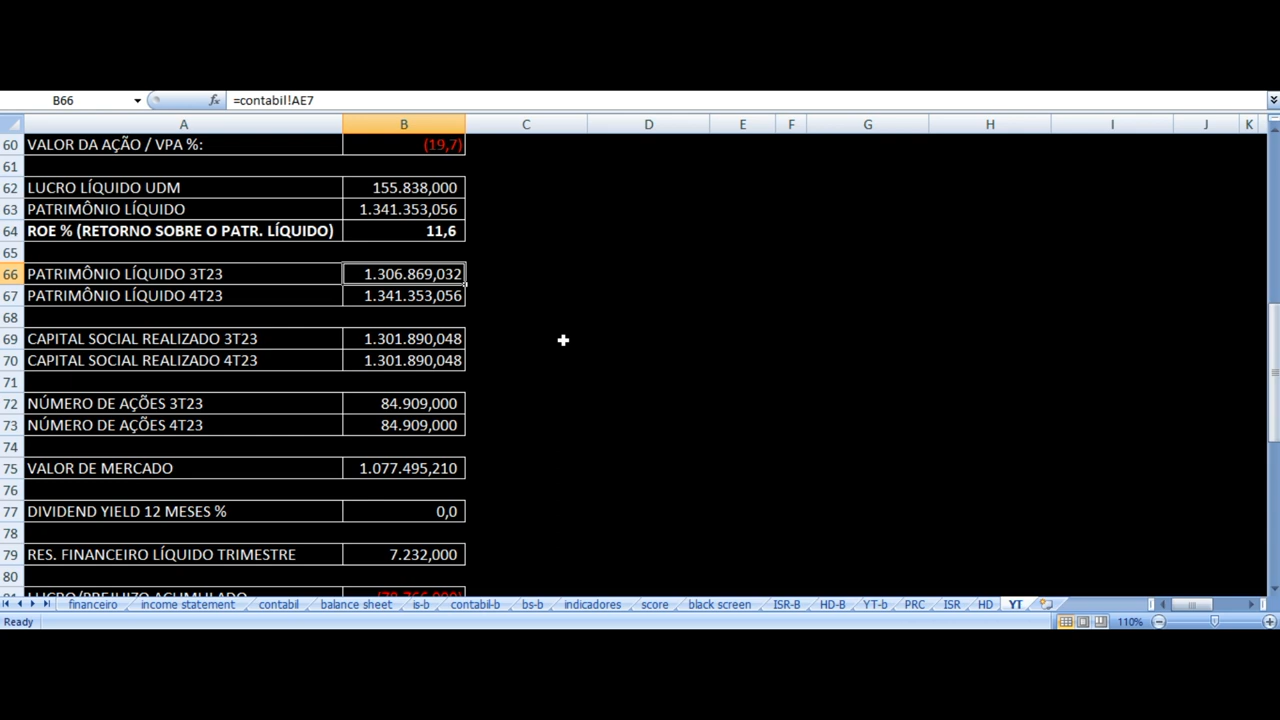 B66 fx =contabil!AE7
A B C D E F G H I J K
60 VALOR DA AÇÃO / VPA %: (19,7)
61
62 LUCRO LÍQUIDO UDM 155.838,000
63 PATRIMÔNIO LÍQUIDO 1.341.353,056
64 ROE % (RETORNO SOBRE O PATR. LÍQUIDO) 11,6
65
66 PATRIMÔNIO LÍQUIDO 3T23 1.306.869,032
67 PATRIMÔNIO LÍQUIDO 4T23 1.341.353,056
68
69 CAPITAL SOCIAL REALIZADO 3T23 1.301.890,048
70 CAPITAL SOCIAL REALIZADO 4T23 1.301.890,048
71
72 NÚMERO DE AÇÕES 3T23 84.909,000
73 NÚMERO DE AÇÕES 4T23 84.909,000
74
75 VALOR DE MERCADO 1.077.495,210
76
77 DIVIDEND YIELD 12 MESES % 0,0
78
79 RES. FINANCEIRO LÍQUIDO TRIMESTRE 7.232,000
80
81 LUCRO/PREJUIZO ACUMULADO
financeiro income statement contabil balance sheet is-b contabil-b bs-b indicadores score black screen ISR-B HD-B YT-b PRC ISR HD YT
Ready 110%